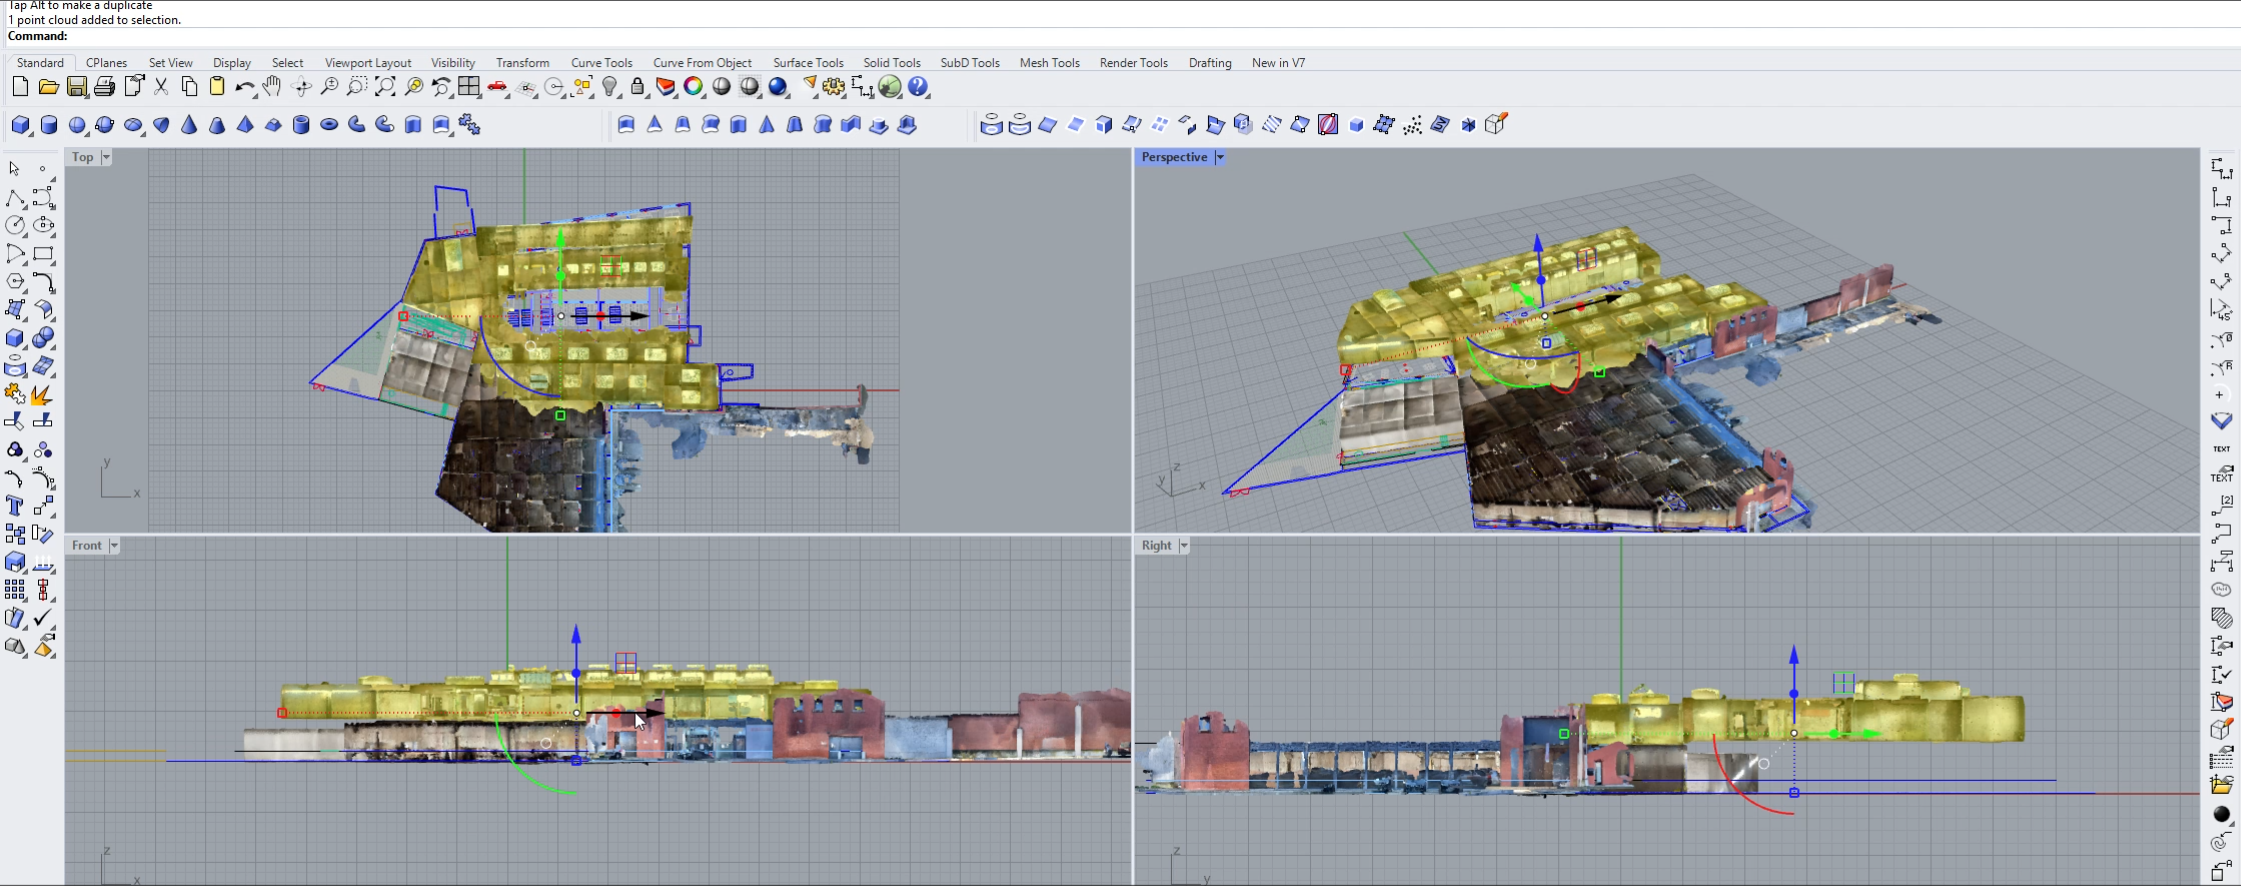 Tap Alt to make a duplicate
1 point cloud added to selection.
Command:
Standard CPlanes Set View Display Select Viewport Layout Visibility Transform Curve Tools Curve From Object Surface Tools Solid Tools SubD Tools Mesh Tools Render Tools Drafting New in V7
Top
Perspective
y
x
z
y
x
Front
Right
z
x
z
y
TEXT
TEXT
[2]